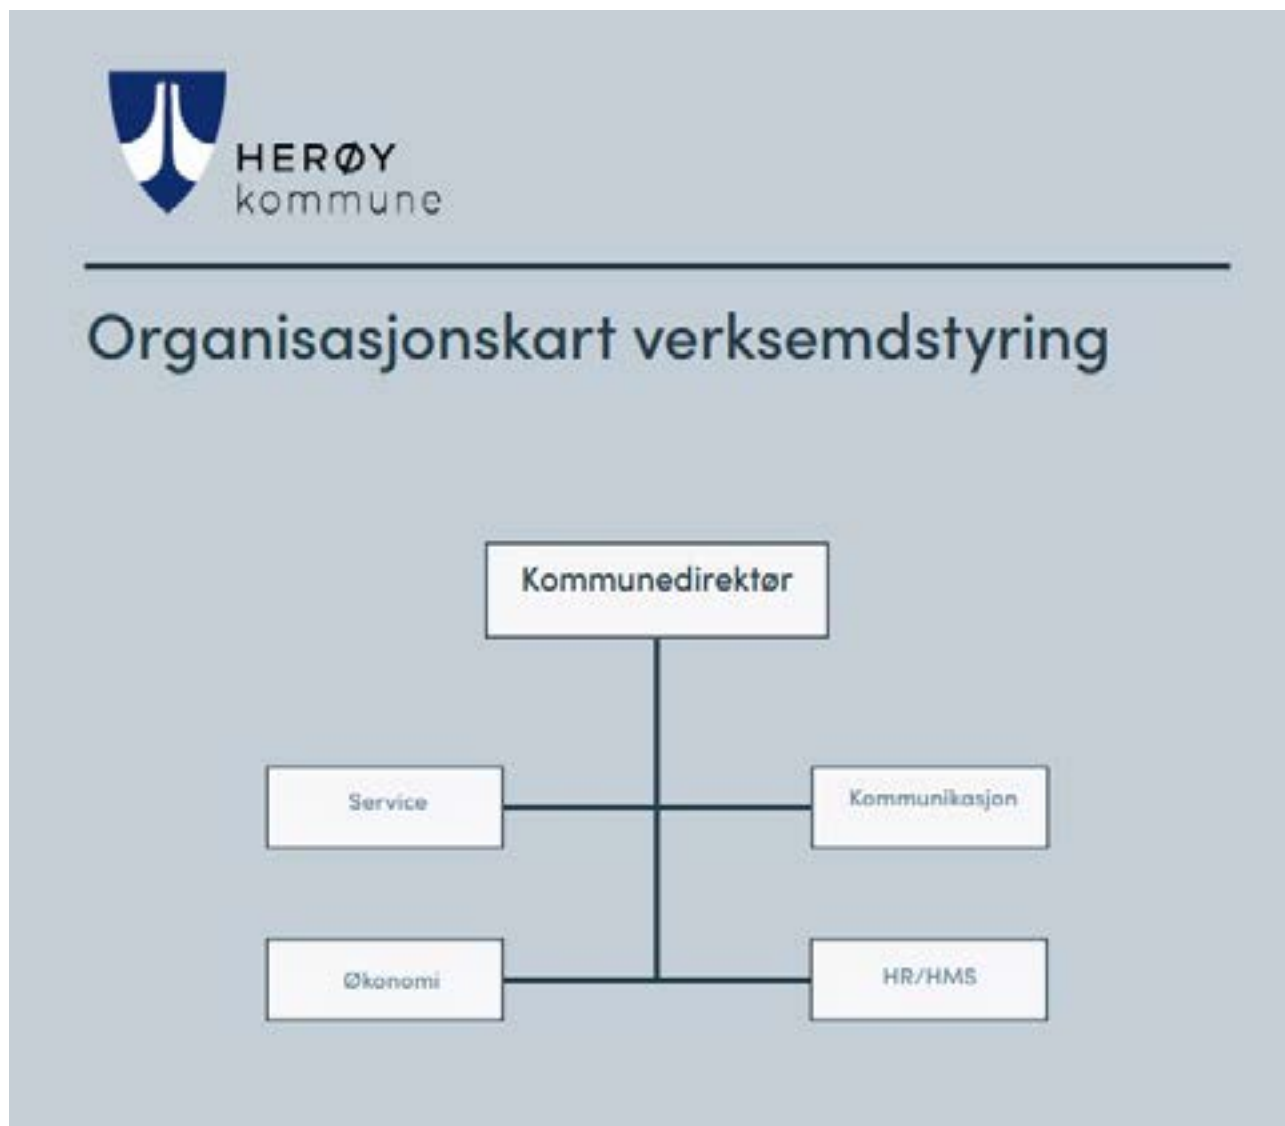 HERØY
kommune
Organisasjonskart verksemdstyring
Kommunedirektør
Service
Kommunikasjon
Økonomi
HR/HMS